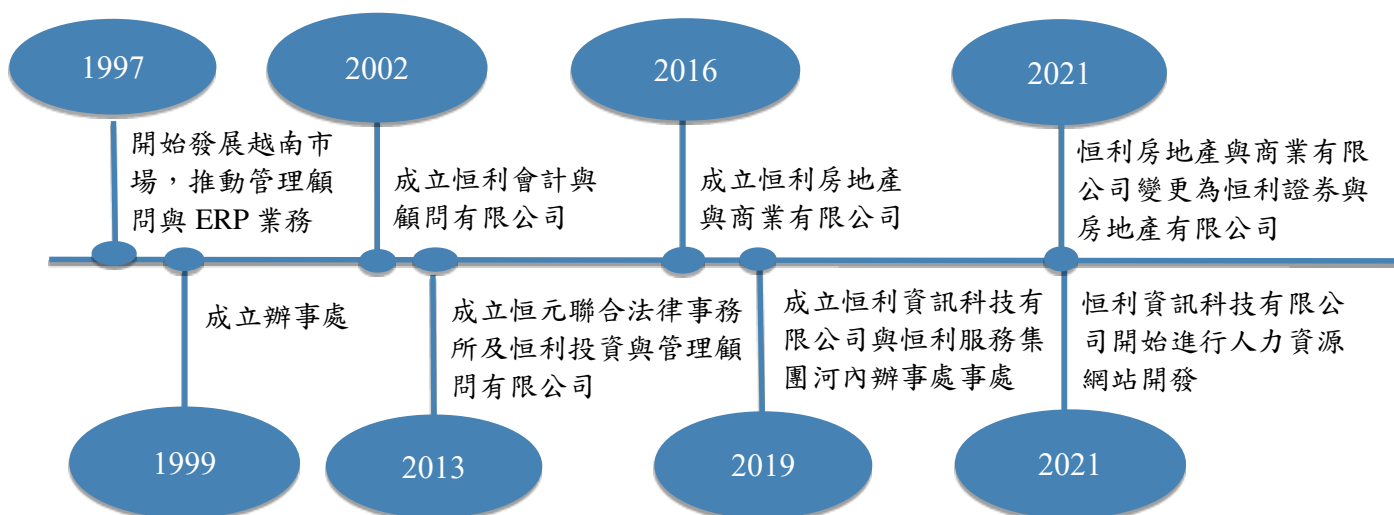 1997
開始發展越南市
場，推動管理顧
問與 ERP 業務
1999
成立辦事處
2002
成立恒利會計與
顧問有限公司
2013
成立恒元聯合法律事務
所及恒利投資與管理顧
問有限公司
2016
成立恒利房地產
與商業有限公司
2019
成立恒利資訊科技有
限公司與恒利服務集
團河內辦事處事處
2021
恒利房地產與商業有限
公司變更為恒利證券與
房地產有限公司
2021
恒利資訊科技有限公
司開始進行人力資源
網站開發